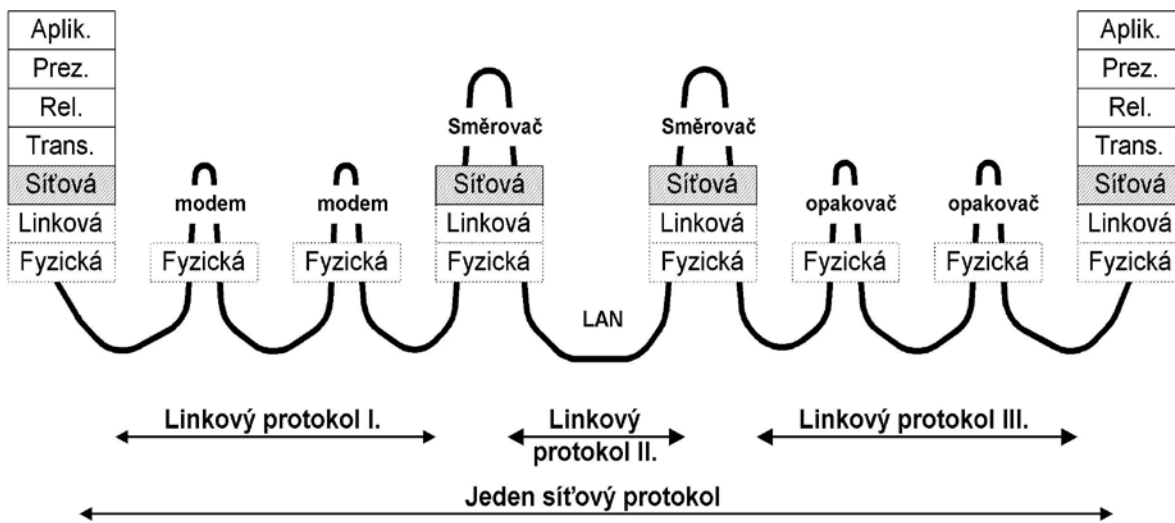 Aplik.
Prez.
Rel.
Trans.
Síťová
Linková
Fyzická
modem
Fyzická
modem
Fyzická
Směrovač
Síťová
Linková
Fyzická
LAN
Směrovač
Síťová
Linková
Fyzická
opakovač
Fyzická
opakovač
Fyzická
Aplik.
Prez.
Rel.
Trans.
Síťová
Linková
Fyzická
Linkový protokol I.
Linkový
protokol II.
Linkový protokol III.
Jeden síťový protokol